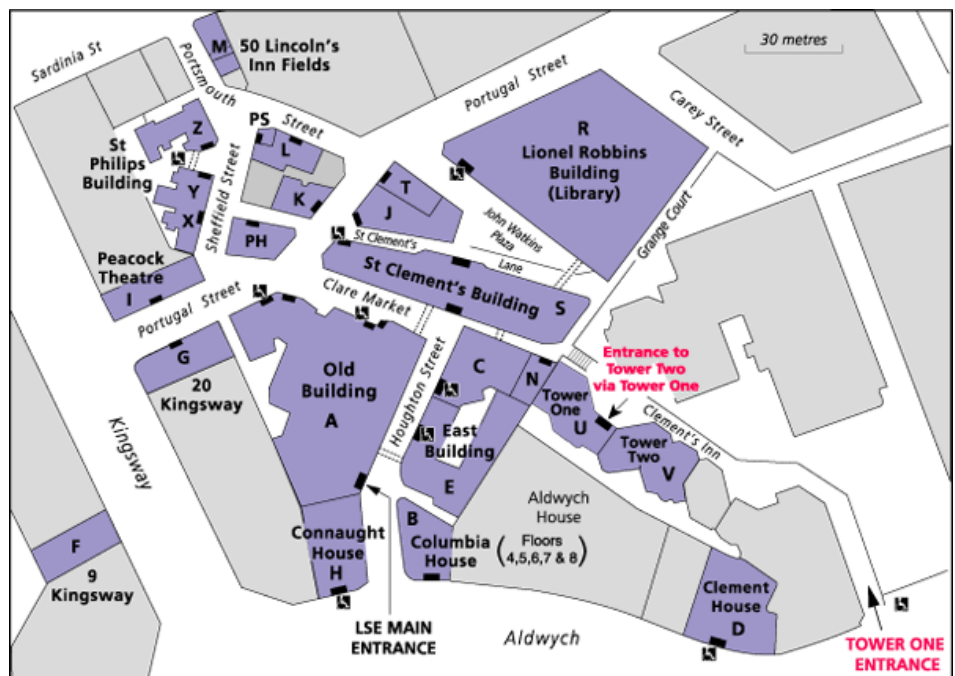 Sardinia St
Portsmouth
Street
M
50 Lincoln's
Inn Fields
30 metres
Portugal Street
Carey Street
PS
Z
L
St
Philips
Building
R
Lionel Robbins
Building
(Library)
Sheffield Street
Y
X
K
T
J
PH
John Watkins
Plaza
Grange Court
St Clement's
Lane
Peacock
Theatre
I
St Clement's Building
S
Portugal Street
Clare Market
G
20
Kingsway
Old
Building
A
Houghton Street
C
N
Entrance to
Tower Two
via Tower One
Tower
One
U
Tower
Two
V
Clement's Inn
East
Building
E
Kingsway
F
9
Kingsway
Connaught
House
H
B
Columbia
House
Aldwych
House
(Floors
4,5,6,7 & 8)
Clement
House
D
LSE MAIN
ENTRANCE
Aldwych
TOWER ONE
ENTRANCE